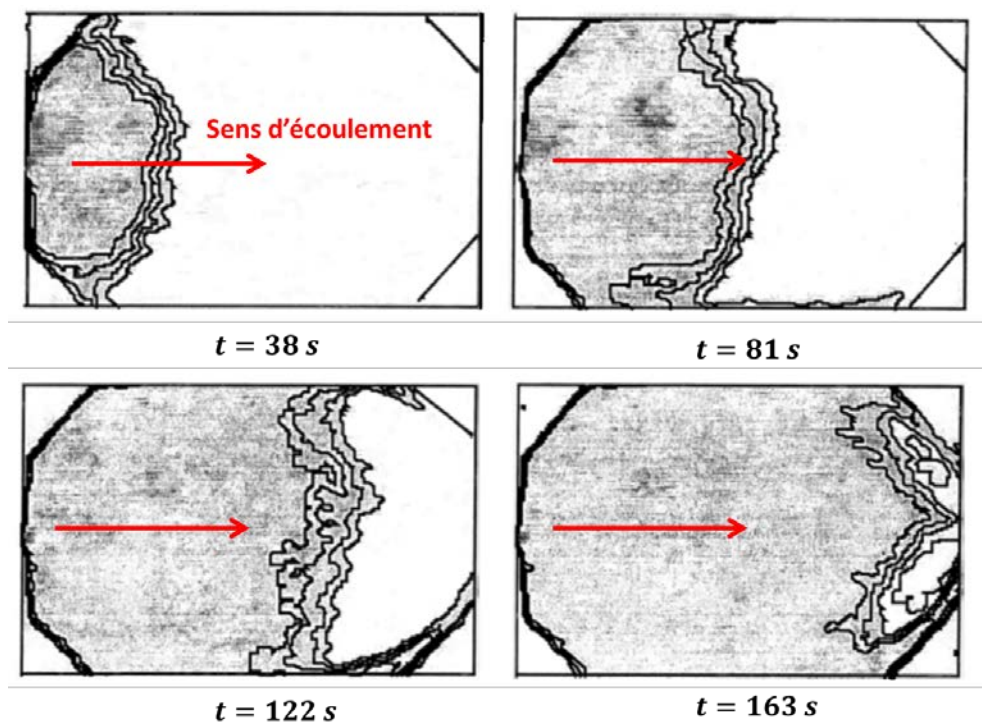 Sens d'écoulement
t = 38 s
t = 81 s
t = 122 s
t = 163 s